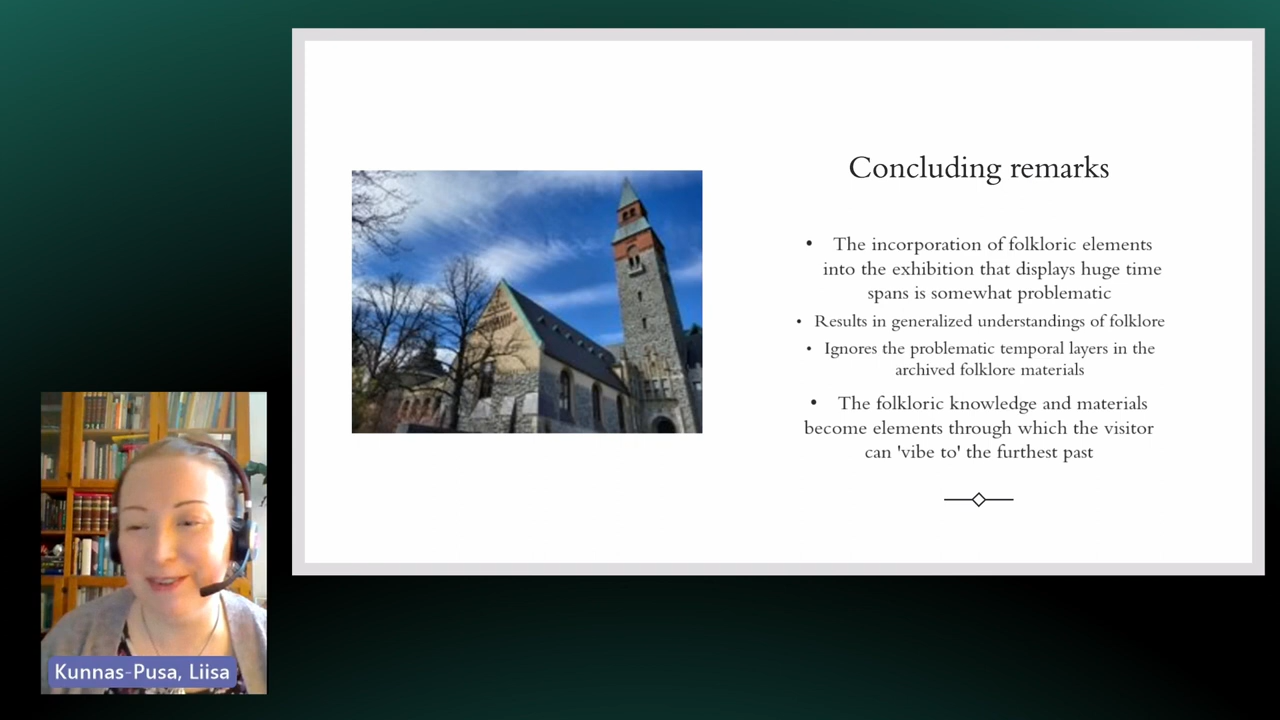 Concluding remarks
• The incorporation of folkloric elements
into the exhibition that displays huge time
spans is somewhat problematic
• Results in generalized understandings of folklore
• Ignores the problematic temporal layers in the
archived folklore materials
• The folkloric knowledge and materials
become elements through which the visitor
can 'vibe to' the furthest past
Kunnas-Pusa, Liisa